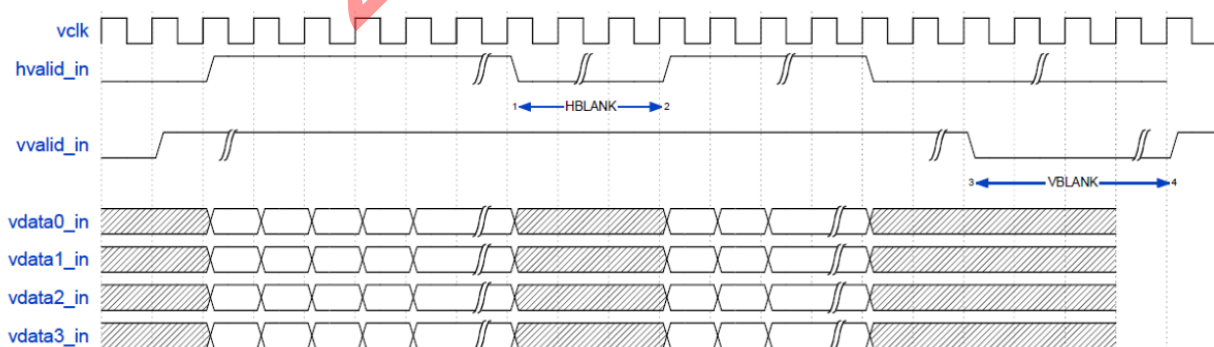 vclk
hvalid_in
1 HBLANK 2
vvalid_in
3 VBLANK 4
vdata0_in
vdata1_in
vdata2_in
vdata3_in